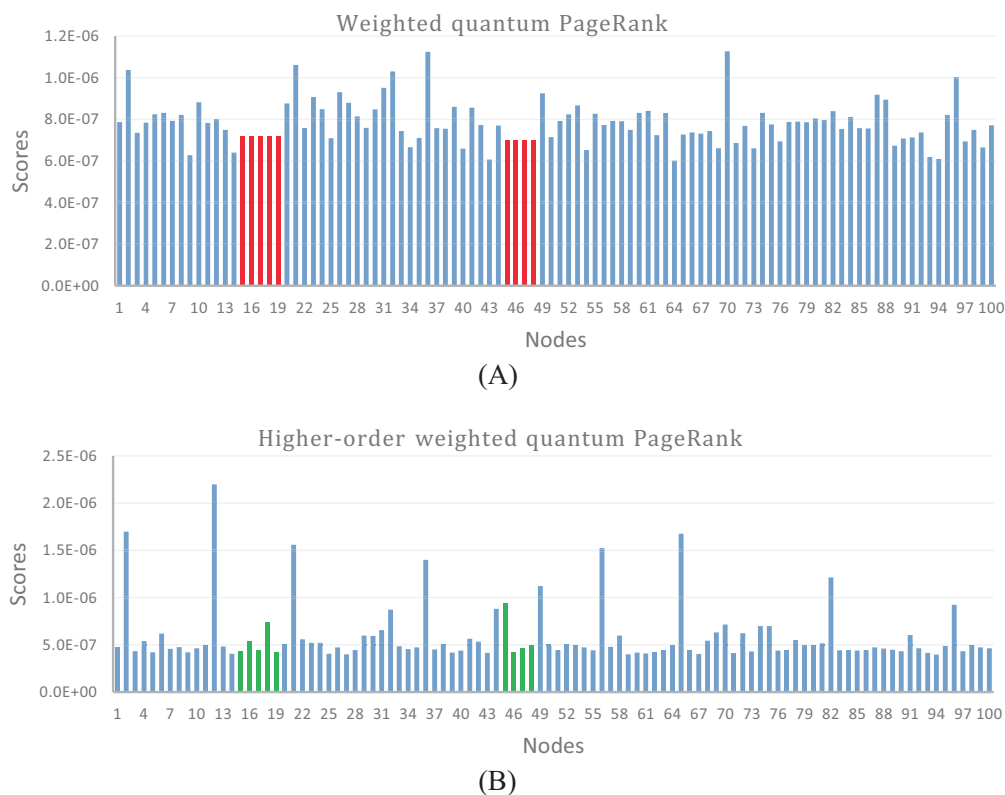 Weighted quantum PageRank
1.2E-06
1.0E-06
8.0E-07
6.0E-07
4.0E-07
2.0E-07
0.0E+00
Scores
1 4 7 10 13 16 19 22 25 28 31 34 37 40 43 46 49 52 55 58 61 64 67 70 73 76 79 82 85 88 91 94 97 100
Nodes
(A)
Higher-order weighted quantum PageRank
2.5E-06
2.0E-06
1.5E-06
1.0E-06
5.0E-07
0.0E+00
Scores
1 4 7 10 13 16 19 22 25 28 31 34 37 40 43 46 49 52 55 58 61 64 67 70 73 76 79 82 85 88 91 94 97 100
Nodes
(B)